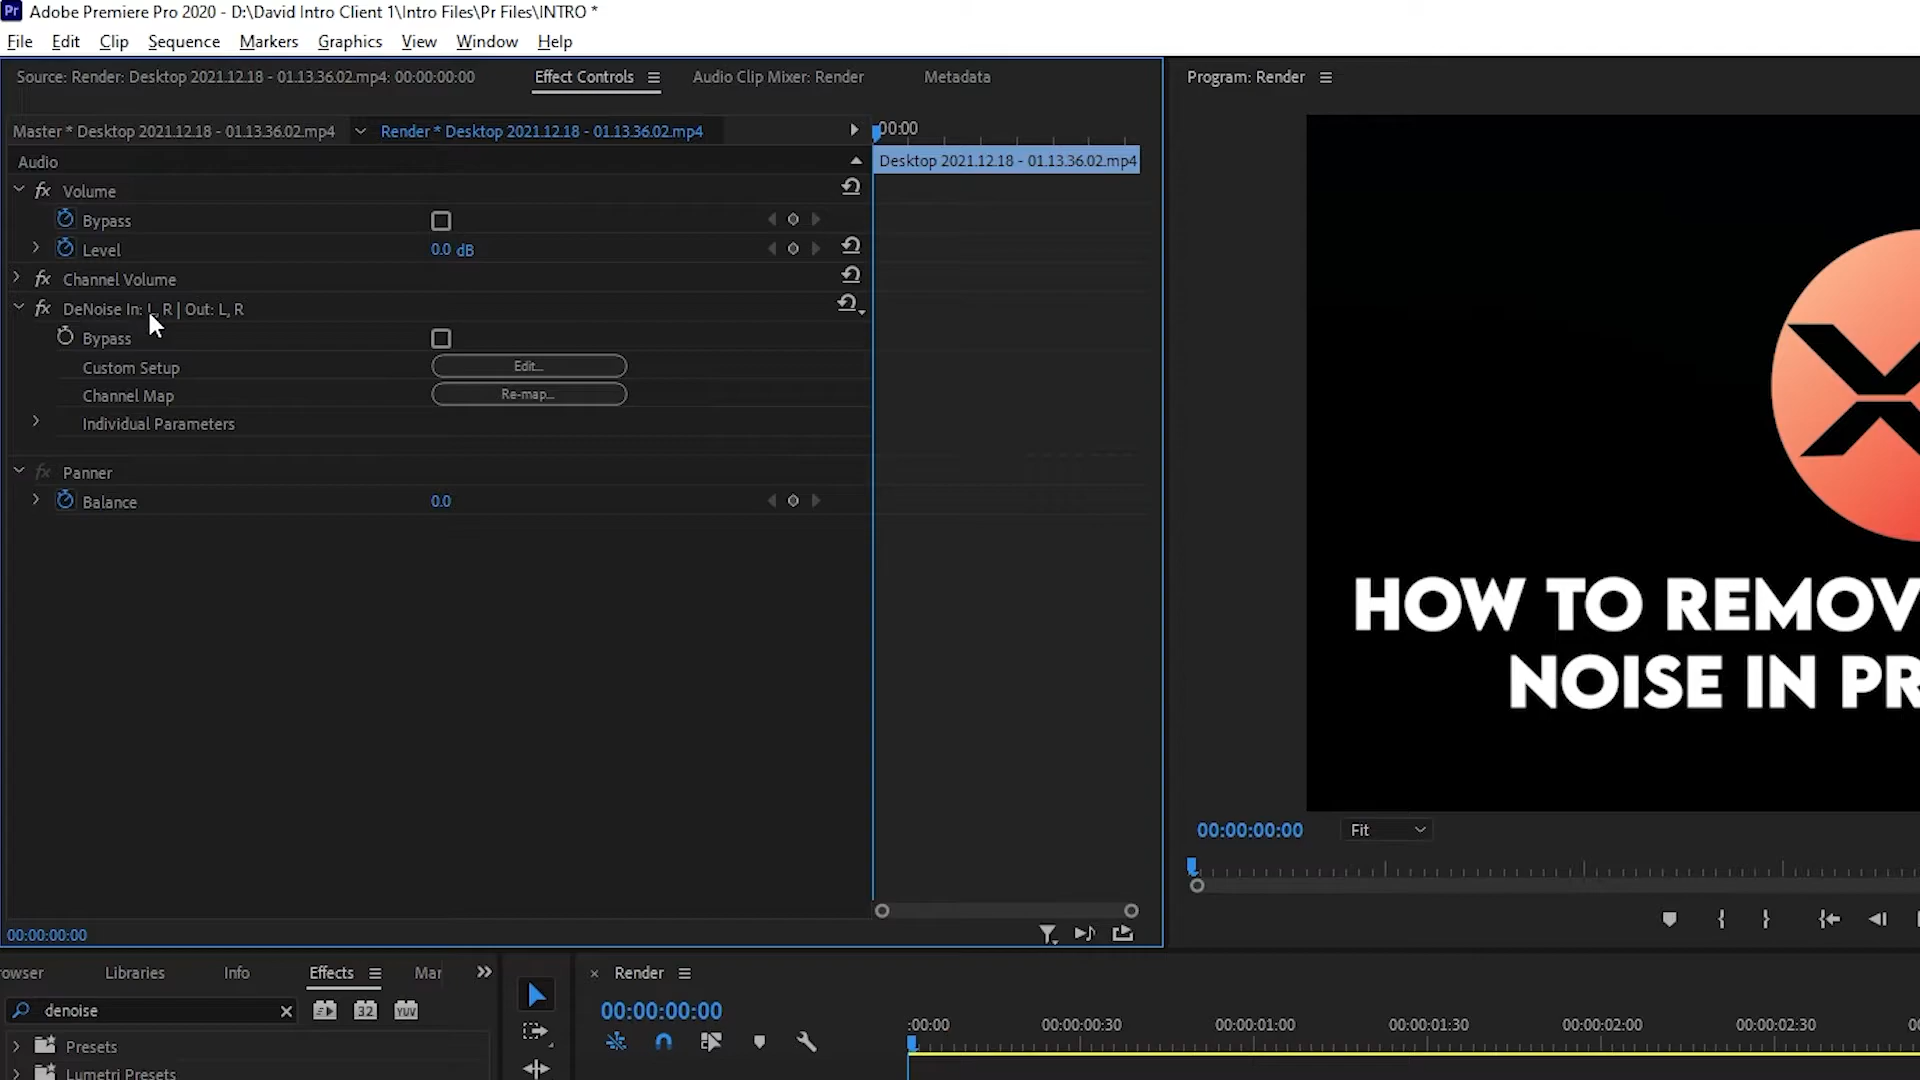 Pr Adobe Premiere Pro 2020 - D:\David Intro Client 1\Intro Files\Pr Files\INTRO *
File Edit Clip Sequence Markers Graphics View Window Help
Source: Render: Desktop 2021.12.18 - 01.13.36.02.mp4: 00:00:00:00 Effect Controls Audio Clip Mixer: Render Metadata
Program: Render
Master * Desktop 2021.12.18 - 01.13.36.02.mp4 Render * Desktop 2021.12.18 - 01.13.36.02.mp4 00:00
Audio Desktop 2021.12.18 - 01.13.36.02.mp4
fx Volume
Bypass
Level 0.0 dB
fx Channel Volume
fx DeNoise In: L, R | Out: L, R
Bypass
Custom Setup Edit...
Channel Map Re-map...
Individual Parameters
fx Panner
Balance 0.0
HOW TO REMOV
NOISE IN PR
00:00:00:00 Fit
00:00:00:00
rowser Libraries Info Effects Mar
Render
denoise 32 YUV
00:00:00:00
:00:00 00:00:00:30 00:00:01:00 00:00:01:30 00:00:02:00 00:00:02:30
Presets
Lumetri Presets